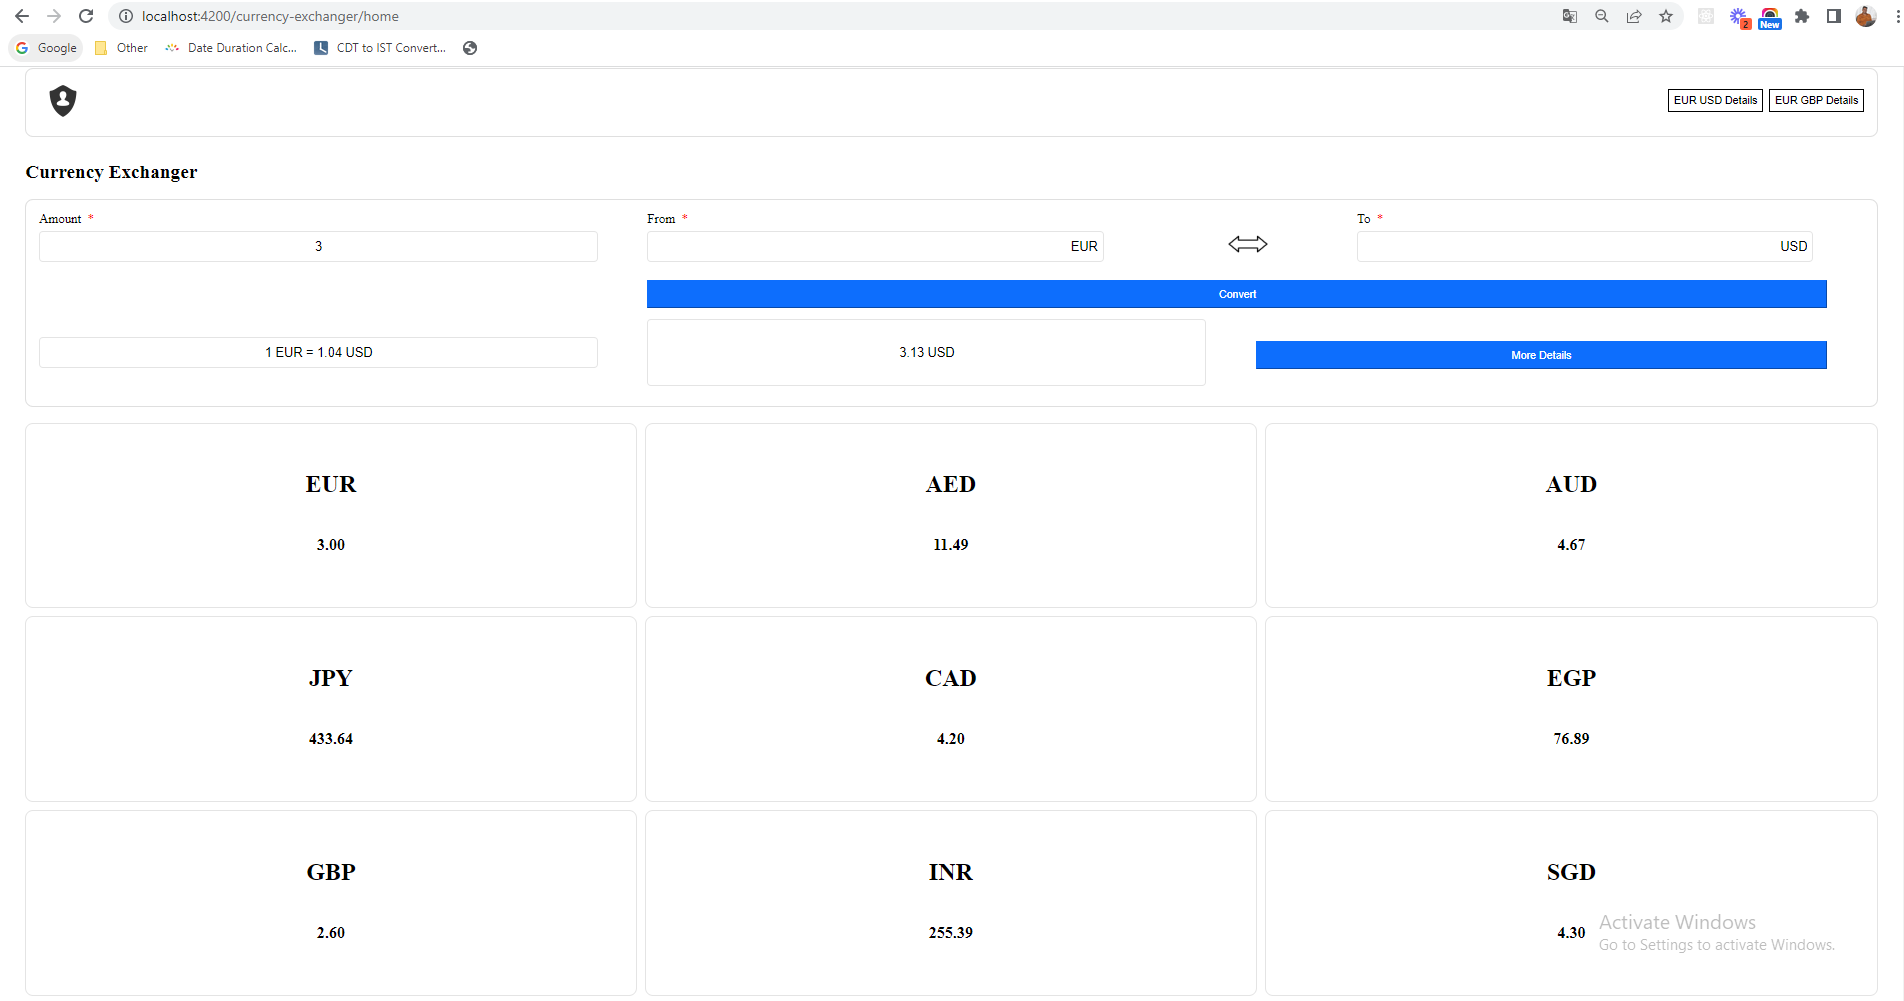 localhost:4200/currency-exchanger/home
2
New
Google
Other
Date Duration Calc...
CDT to IST Convert...
EUR USD Details
EUR GBP Details
Currency Exchanger
Amount *
From *
To *
3
EUR
USD
Convert
1 EUR = 1.04 USD
3.13 USD
More Details
EUR
AED
AUD
3.00
11.49
4.67
JPY
CAD
EGP
433.64
4.20
76.89
GBP
INR
SGD
2.60
255.39
4.30
Activate Windows
Go to Settings to activate Windows.